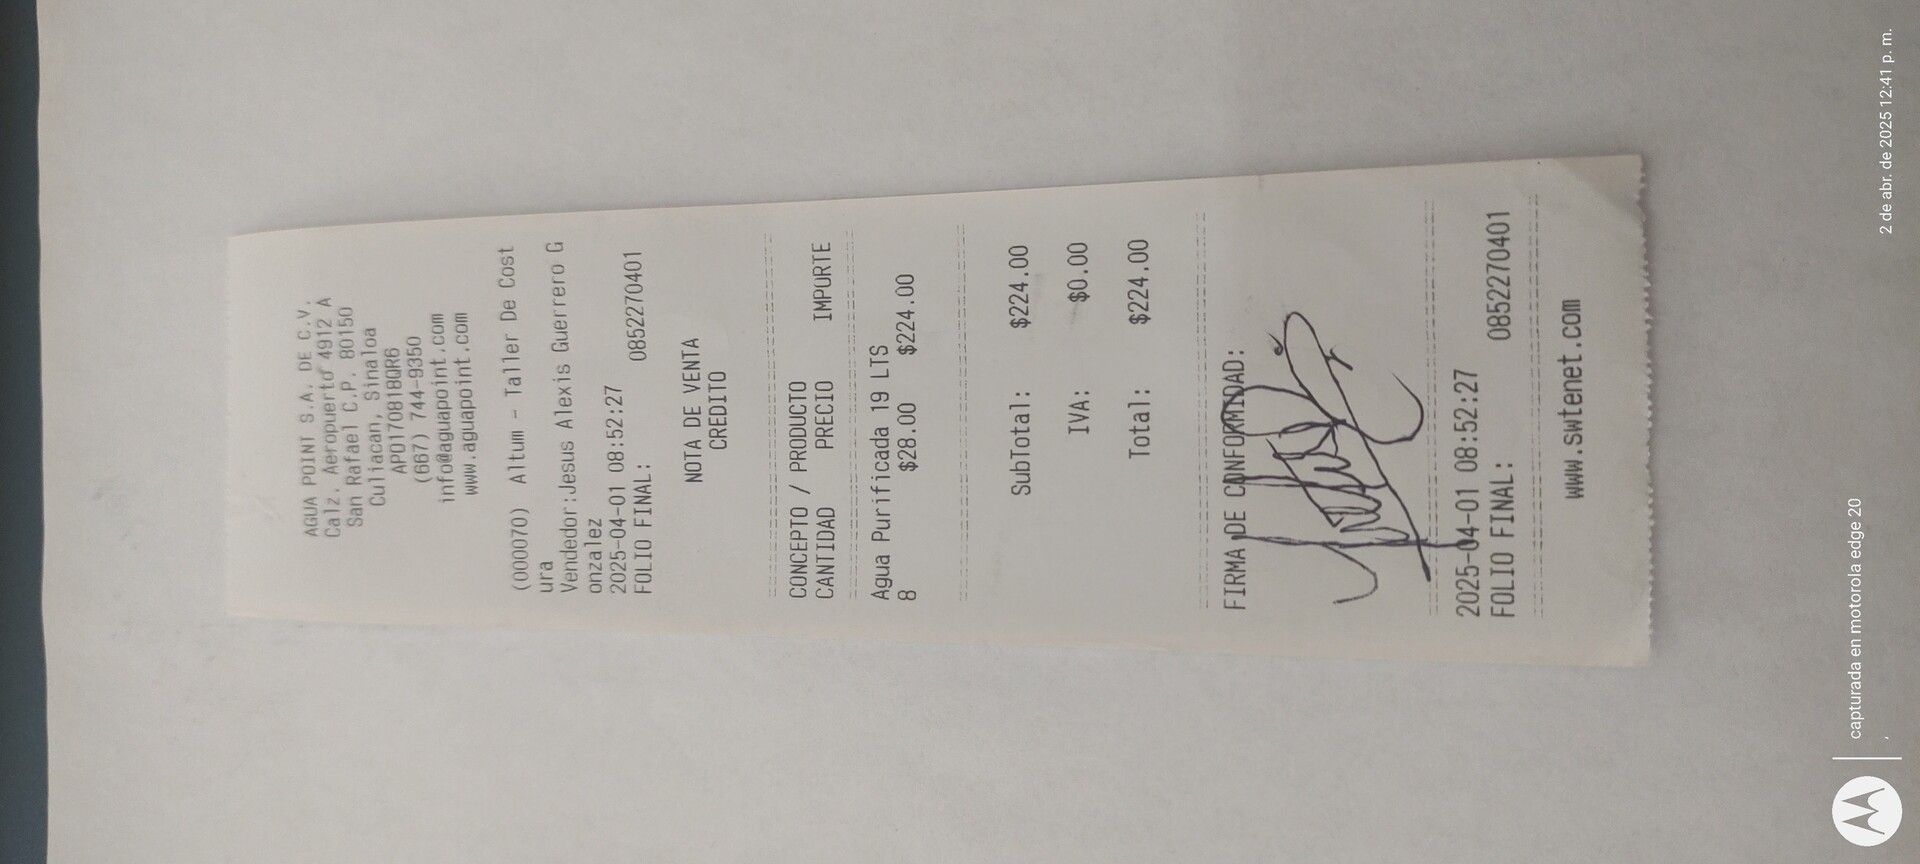 AGUA POINT S.A. DE C.V.
Calz. Aeropuerto 4912 A
San Rafael C.P. 80150
Culiacan, Sinaloa
APO170818QR6
(667) 744-9350
info@aguapoint.com
www.aguapoint.com
(000070) Altum - Taller De Cost
ura
Vendedor:Jesus Alexis Guerrero G
onzalez
2025-04-01 08:52:27
FOLIO FINAL: 0852270401
NOTA DE VENTA
CREDITO
CONCEPTO / PRODUCTO
CANTIDAD PRECIO IMPORTE
Agua Purificada 19 LTS
8 $28.00 $224.00
SubTotal: $224.00
IVA: $0.00
Total: $224.00
FIRMA DE CONFORMIDAD:
2025-04-01 08:52:27
FOLIO FINAL: 0852270401
www.swtenet.com
capturada en motorola edge 20
2 de abr. de 2025 12:41 p. m.